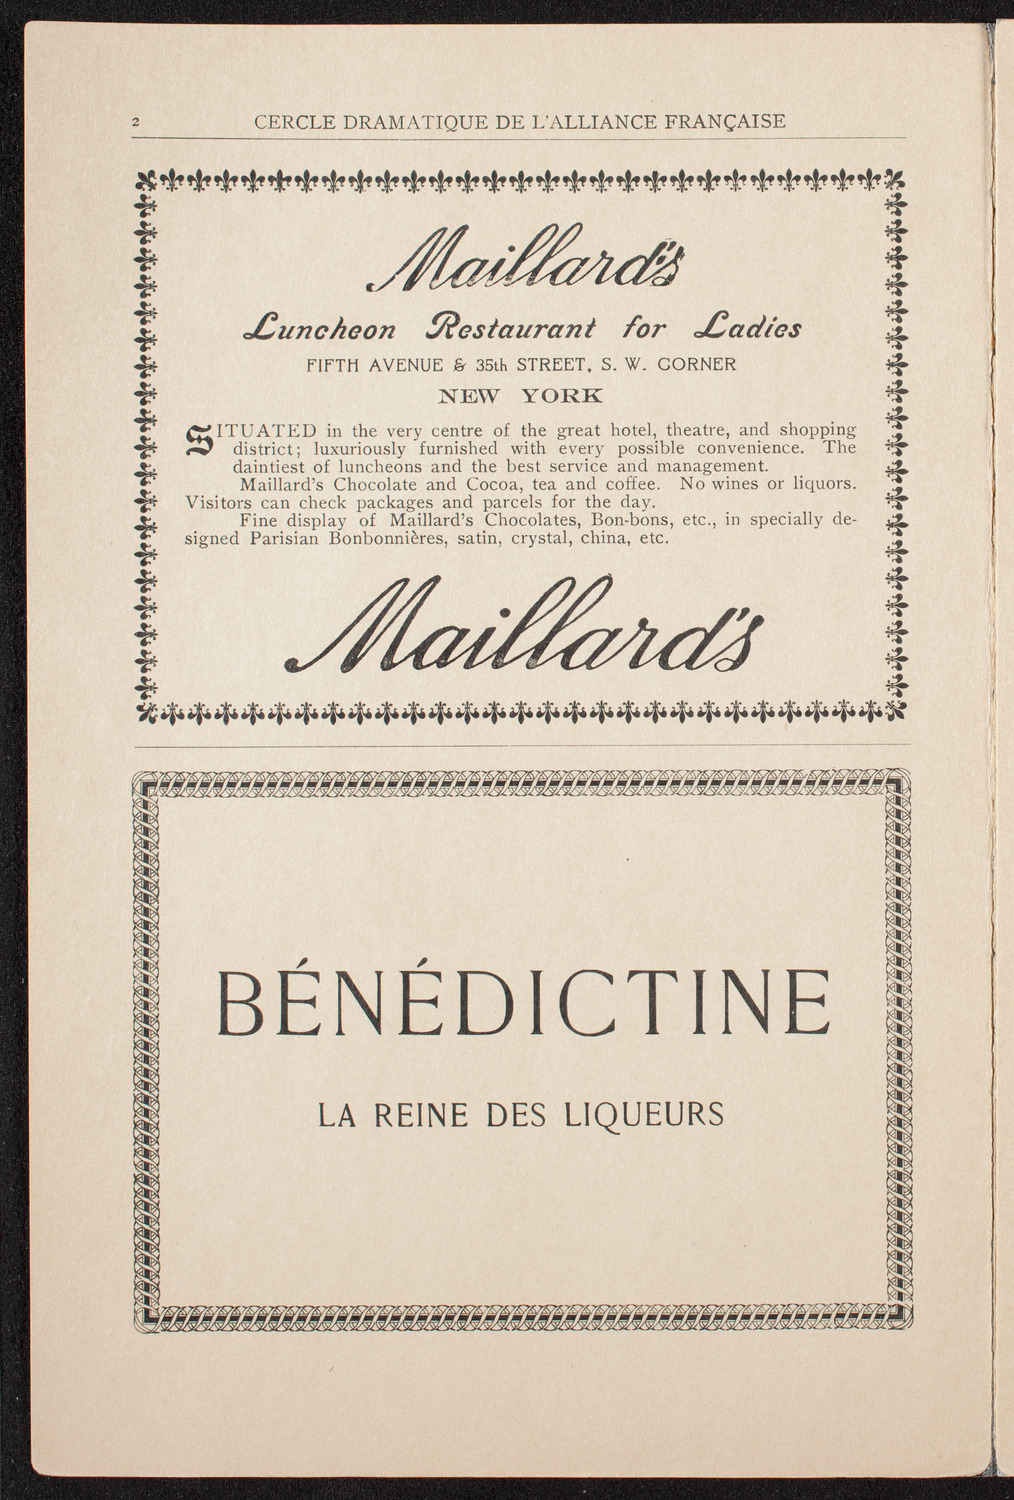 2
CERCLE DRAMATIQUE DE L'ALLIANCE FRANÇAISE
Maillard's
Luncheon Restaurant for Ladies
FIFTH AVENUE & 35th STREET, S. W. CORNER
NEW YORK
SITUATED in the very centre of the great hotel, theatre, and shopping
district; luxuriously furnished with every possible convenience. The
daintiest of luncheons and the best service and management.
Maillard's Chocolate and Cocoa, tea and coffee. No wines or liquors.
Visitors can check packages and parcels for the day.
Fine display of Maillard's Chocolates, Bon-bons, etc., in specially de-
signed Parisian Bonbonnières, satin, crystal, china, etc.
Maillard's
BÉNÉDICTINE
LA REINE DES LIQUEURS